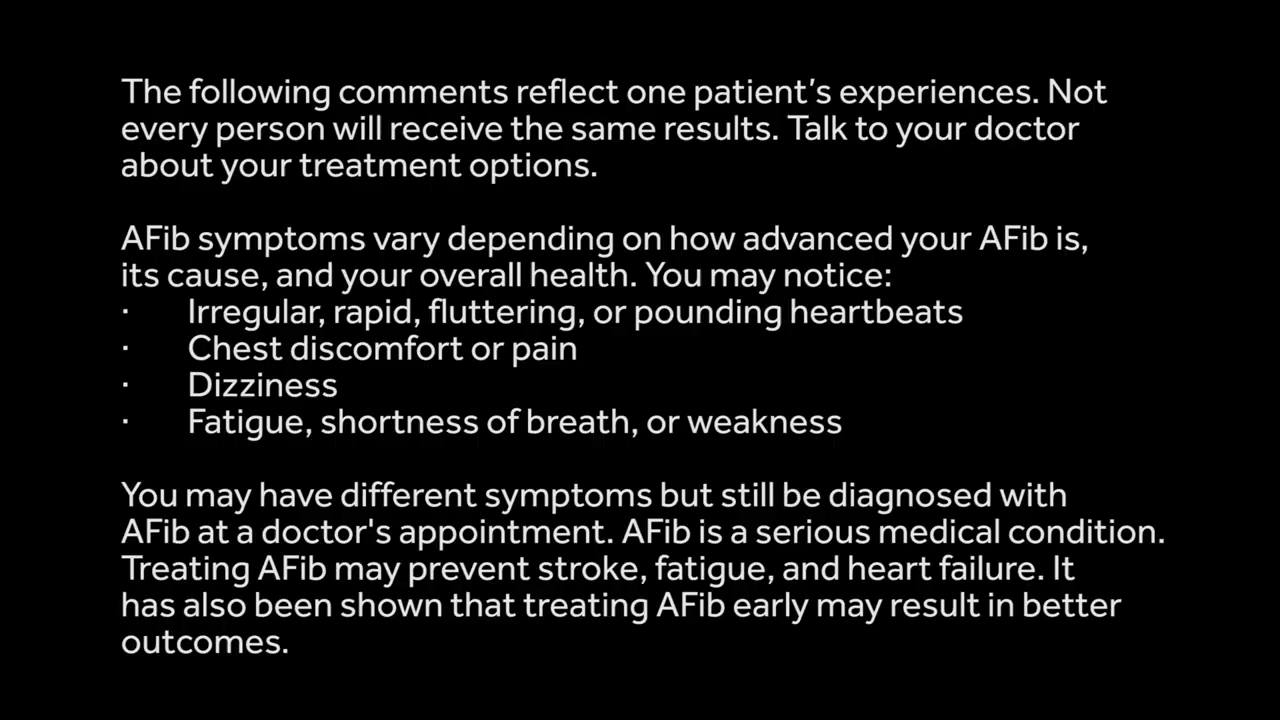 The following comments reflect one patient’s experiences. Not
every person will receive the same results. Talk to your doctor
about your treatment options.
AFib symptoms vary depending on how advanced your AFib is,
its cause, and your overall health. You may notice:
· Irregular, rapid, fluttering, or pounding heartbeats
· Chest discomfort or pain
· Dizziness
· Fatigue, shortness of breath, or weakness
You may have different symptoms but still be diagnosed with
AFib at a doctor's appointment. AFib is a serious medical condition.
Treating AFib may prevent stroke, fatigue, and heart failure. It
has also been shown that treating AFib early may result in better
outcomes.